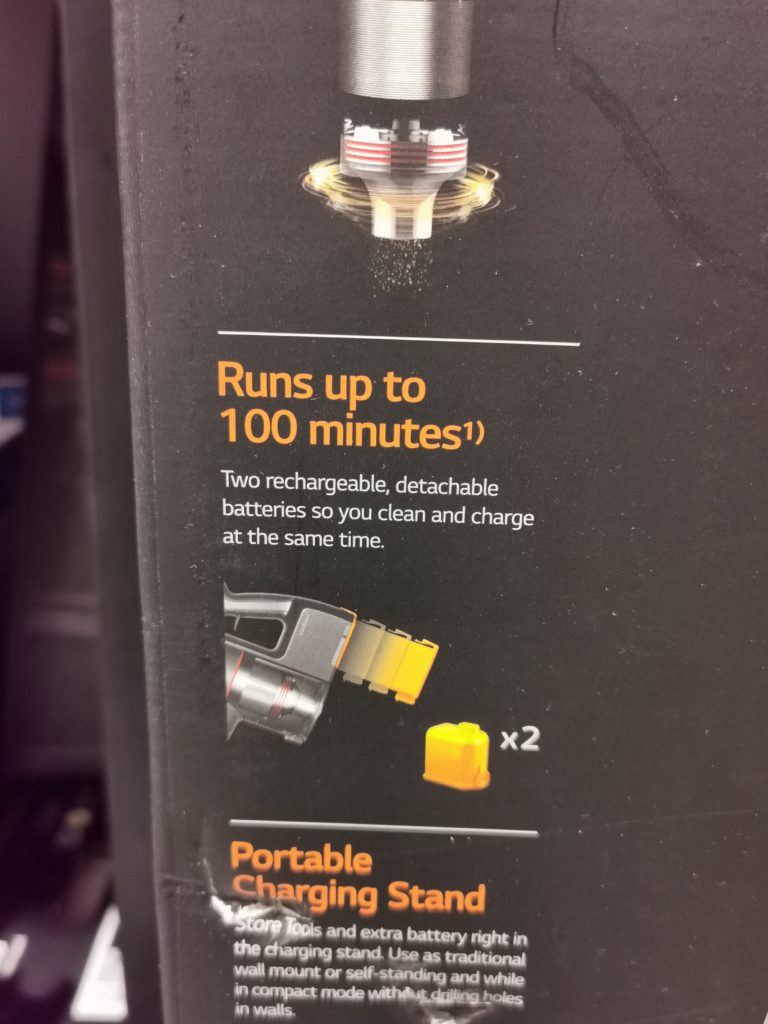 Runs up to
100 minutes¹⁾
Two rechargeable, detachable
batteries so you clean and charge
at the same time.
x2
Portable
Charging Stand
Store Tools and extra battery right in
the charging stand. Use as traditional
wall mount or self-standing and while
in compact mode without drilling holes
in walls.